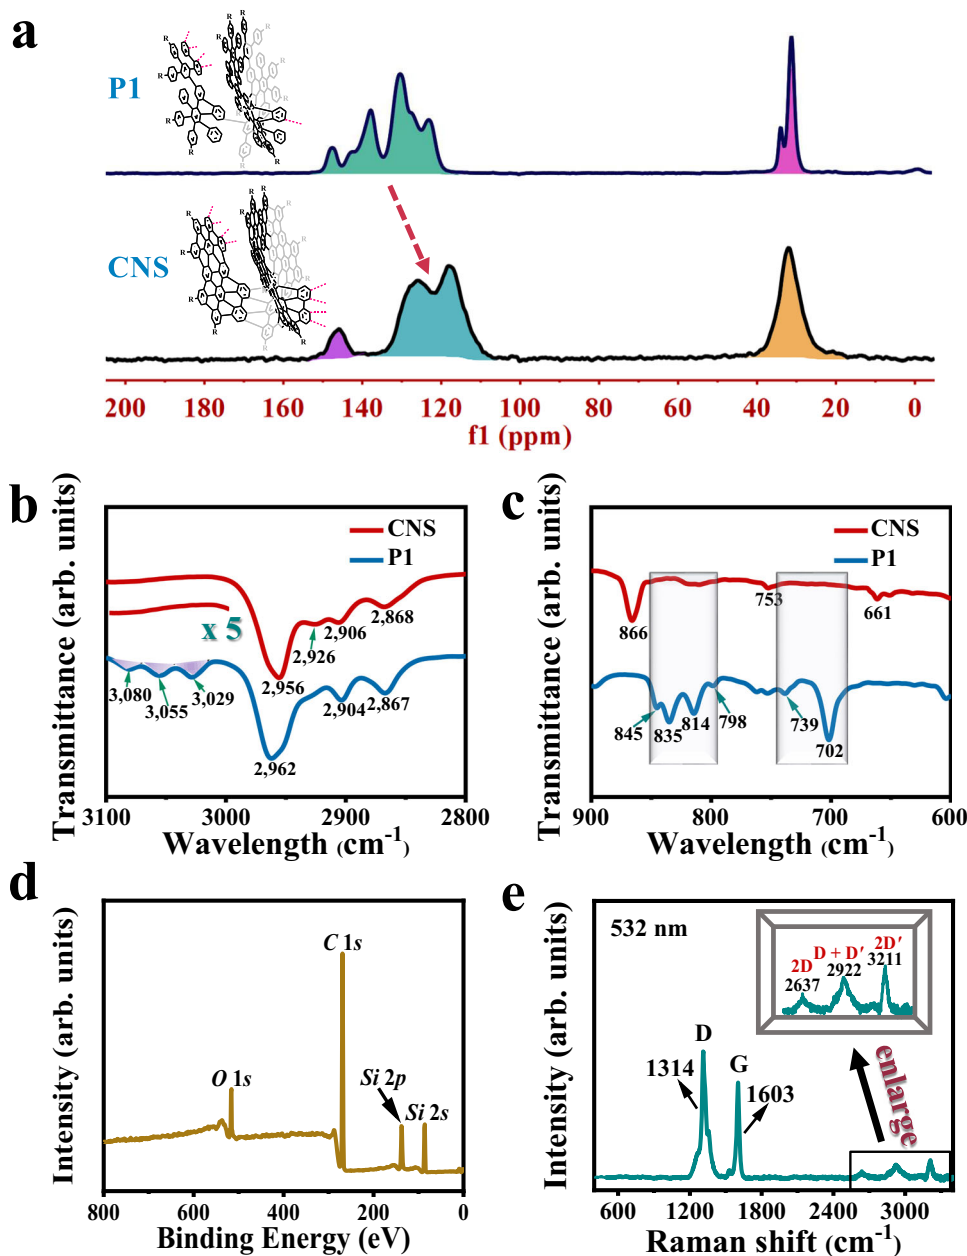 a
P1
R
R
R
R
R
R
R
R
R
CNS
R
R
R
R
R
R
R
R
200 180 160 140 120 100 80 60 40 20 0
f1 (ppm)
b
Transmittance (arb. units)
CNS
P1
x 5
2,926
2,906
2,868
2,956
3,080
3,055
3,029
2,904
2,867
2,962
3100 3000 2900 2800
Wavelength (cm-1)
c
Transmittance (arb. units)
CNS
P1
866
753
661
845
835
814
798
739
702
900 800 700 600
Wavelength (cm-1)
d
Intensity (arb. units)
C 1s
O 1s
Si 2p
Si 2s
800 600 400 200 0
Binding Energy (eV)
e
Intensity (arb. units)
532 nm
2D D + D′ 2D′
2637 2922 3211
D
1314
G
1603
enlarge
600 1200 1800 2400 3000
Raman shift (cm-1)